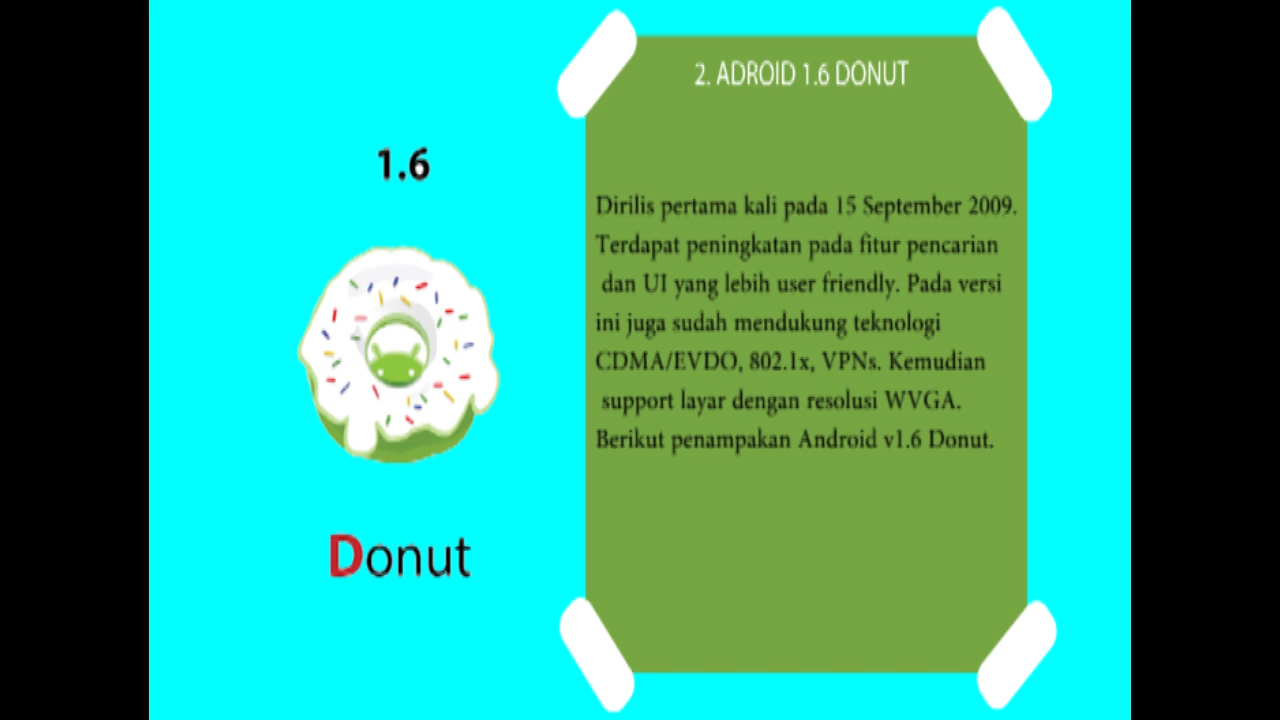 1.6
Donut
2. ADROID 1.6 DONUT
Dirilis pertama kali pada 15 September 2009.
Terdapat peningkatan pada fitur pencarian
dan UI yang lebih user friendly. Pada versi
ini juga sudah mendukung teknologi
CDMA/EVDO, 802.1x, VPNs. Kemudian
support layar dengan resolusi WVGA.
Berikut penampakan Android v1.6 Donut.